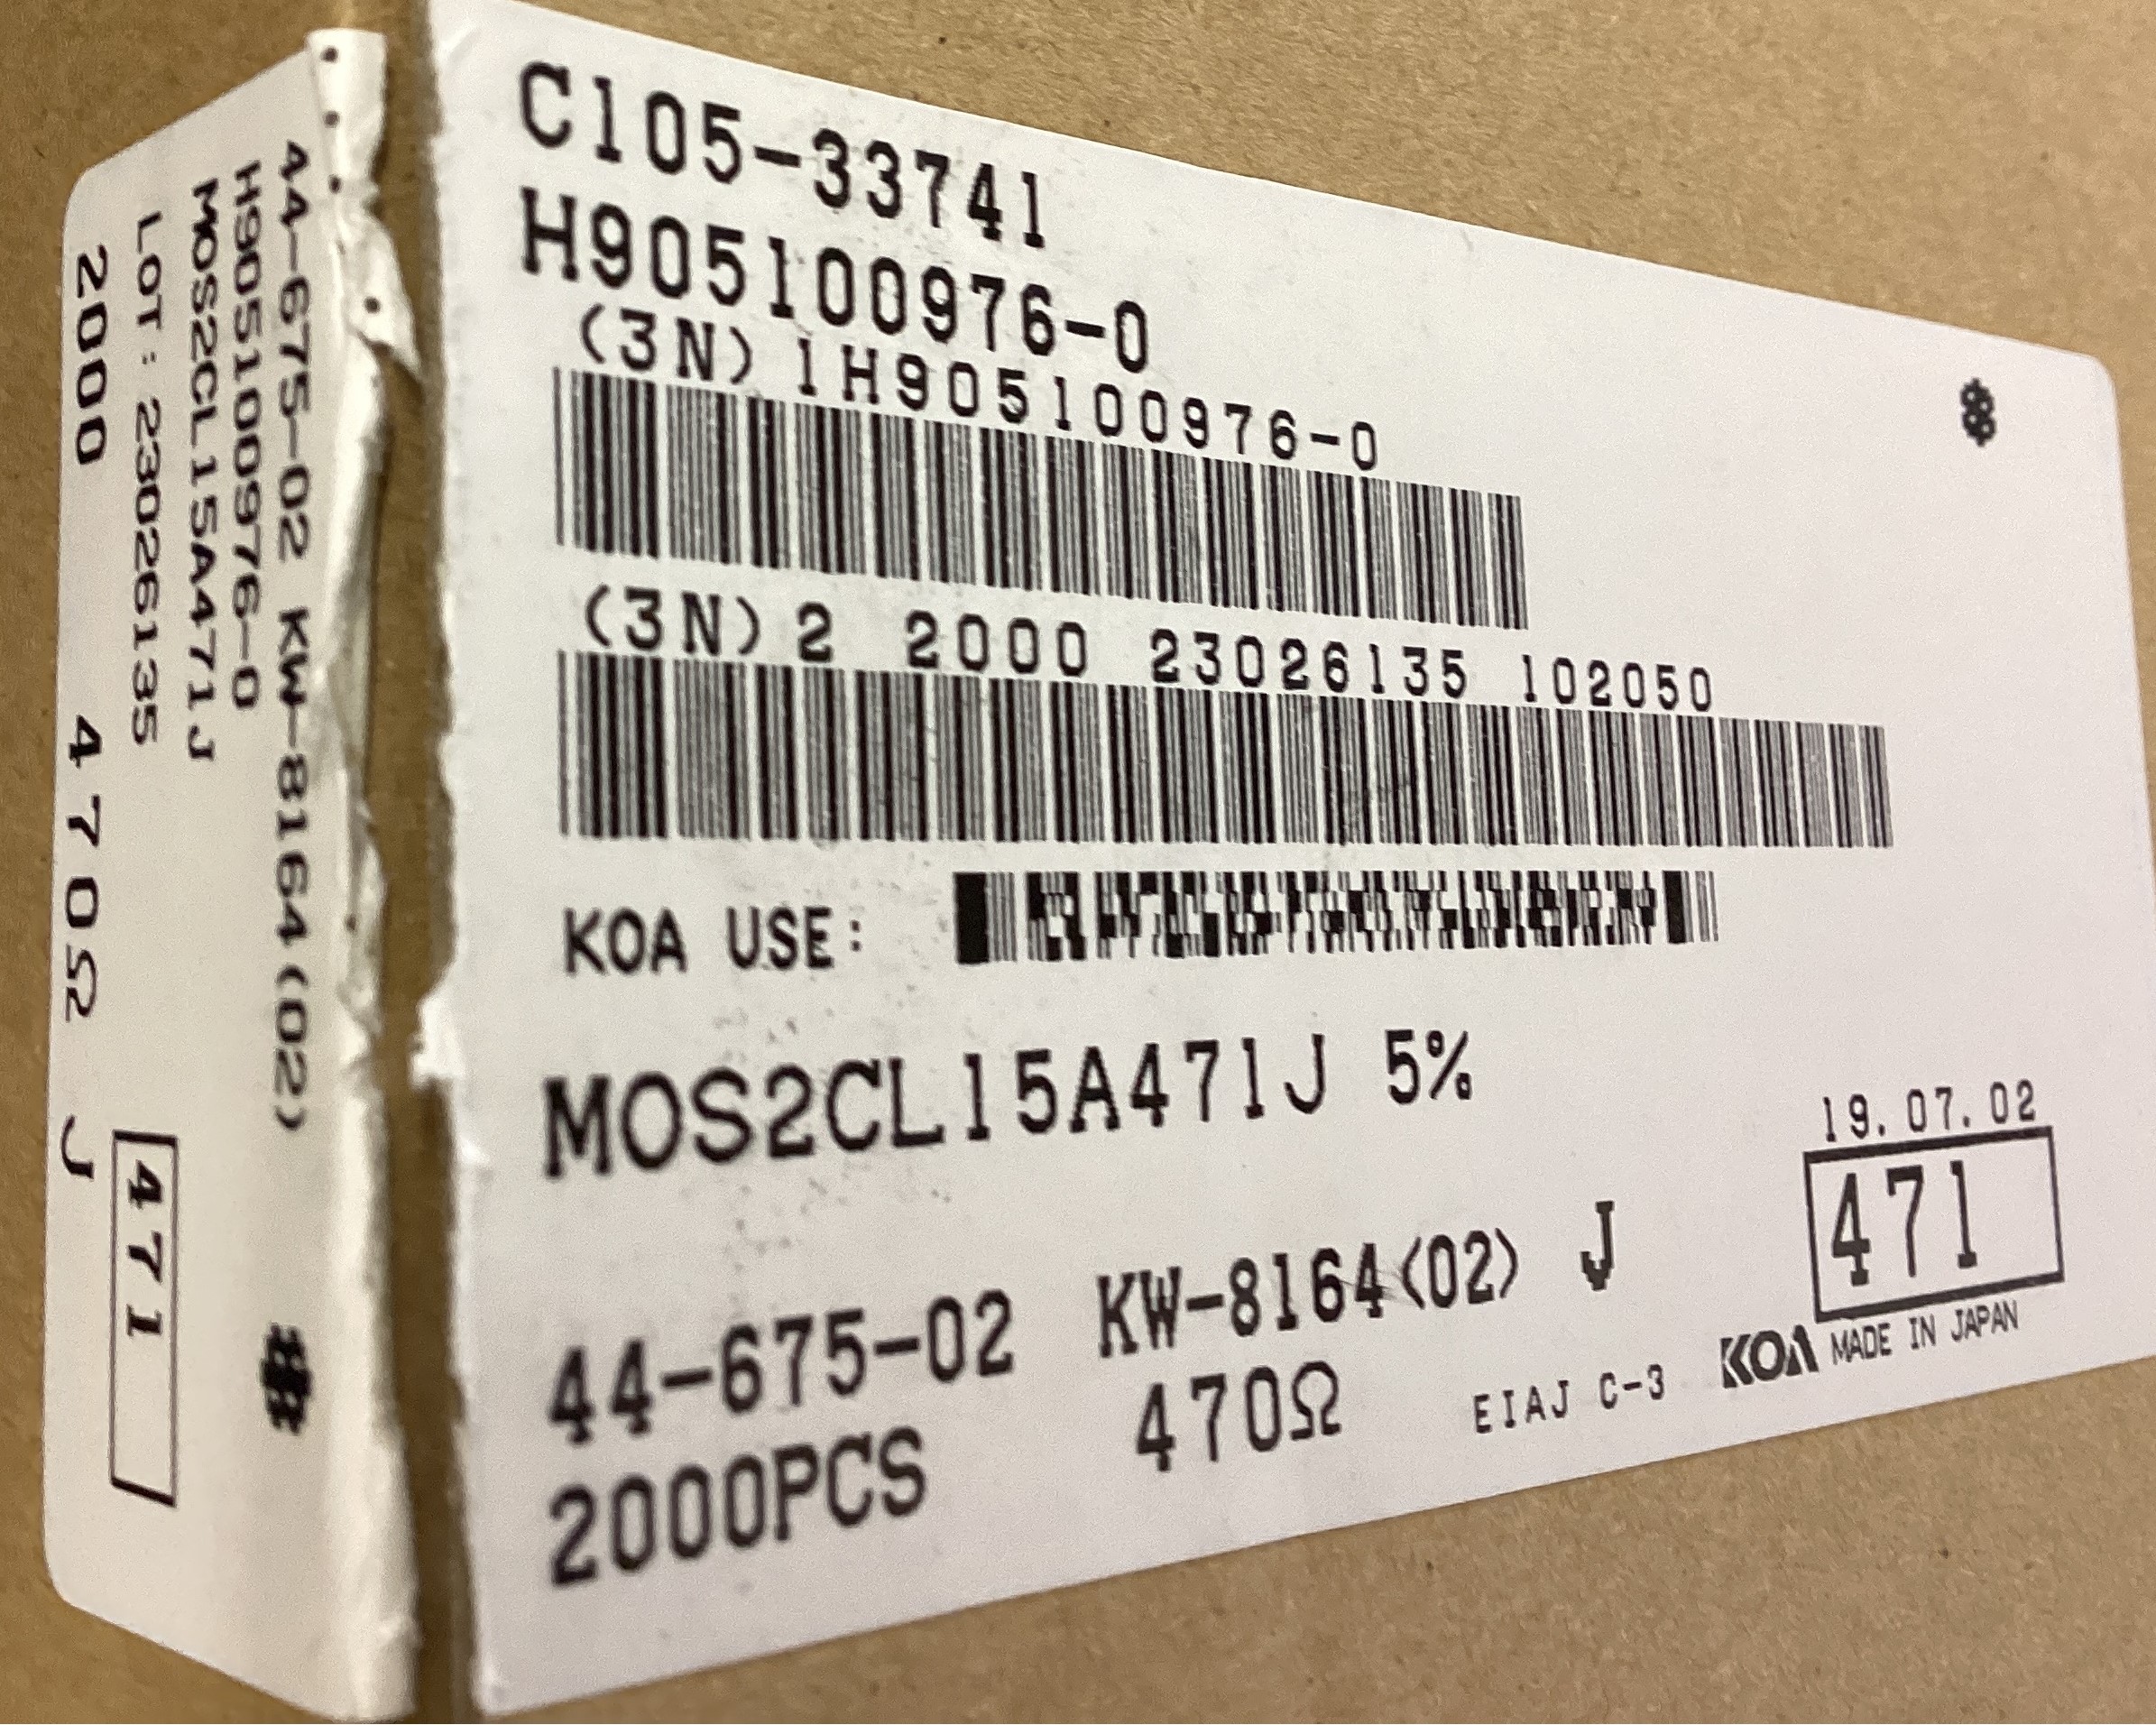 C105-33741
H905100976-0
(3N)1H905100976-0
(3N)2 2000 23026135 102050
KOA USE:
MOS2CL15A471J 5%
19.07.02
471
44-675-02 KW-8164(02) J
2000PCS 470Ω EIAJ C-3 KOA MADE IN JAPAN
44-675-02 KW-8164(02)
H905100976-0
MOS2CL15A471J
LOT:23026135
471
2000 470Ω J